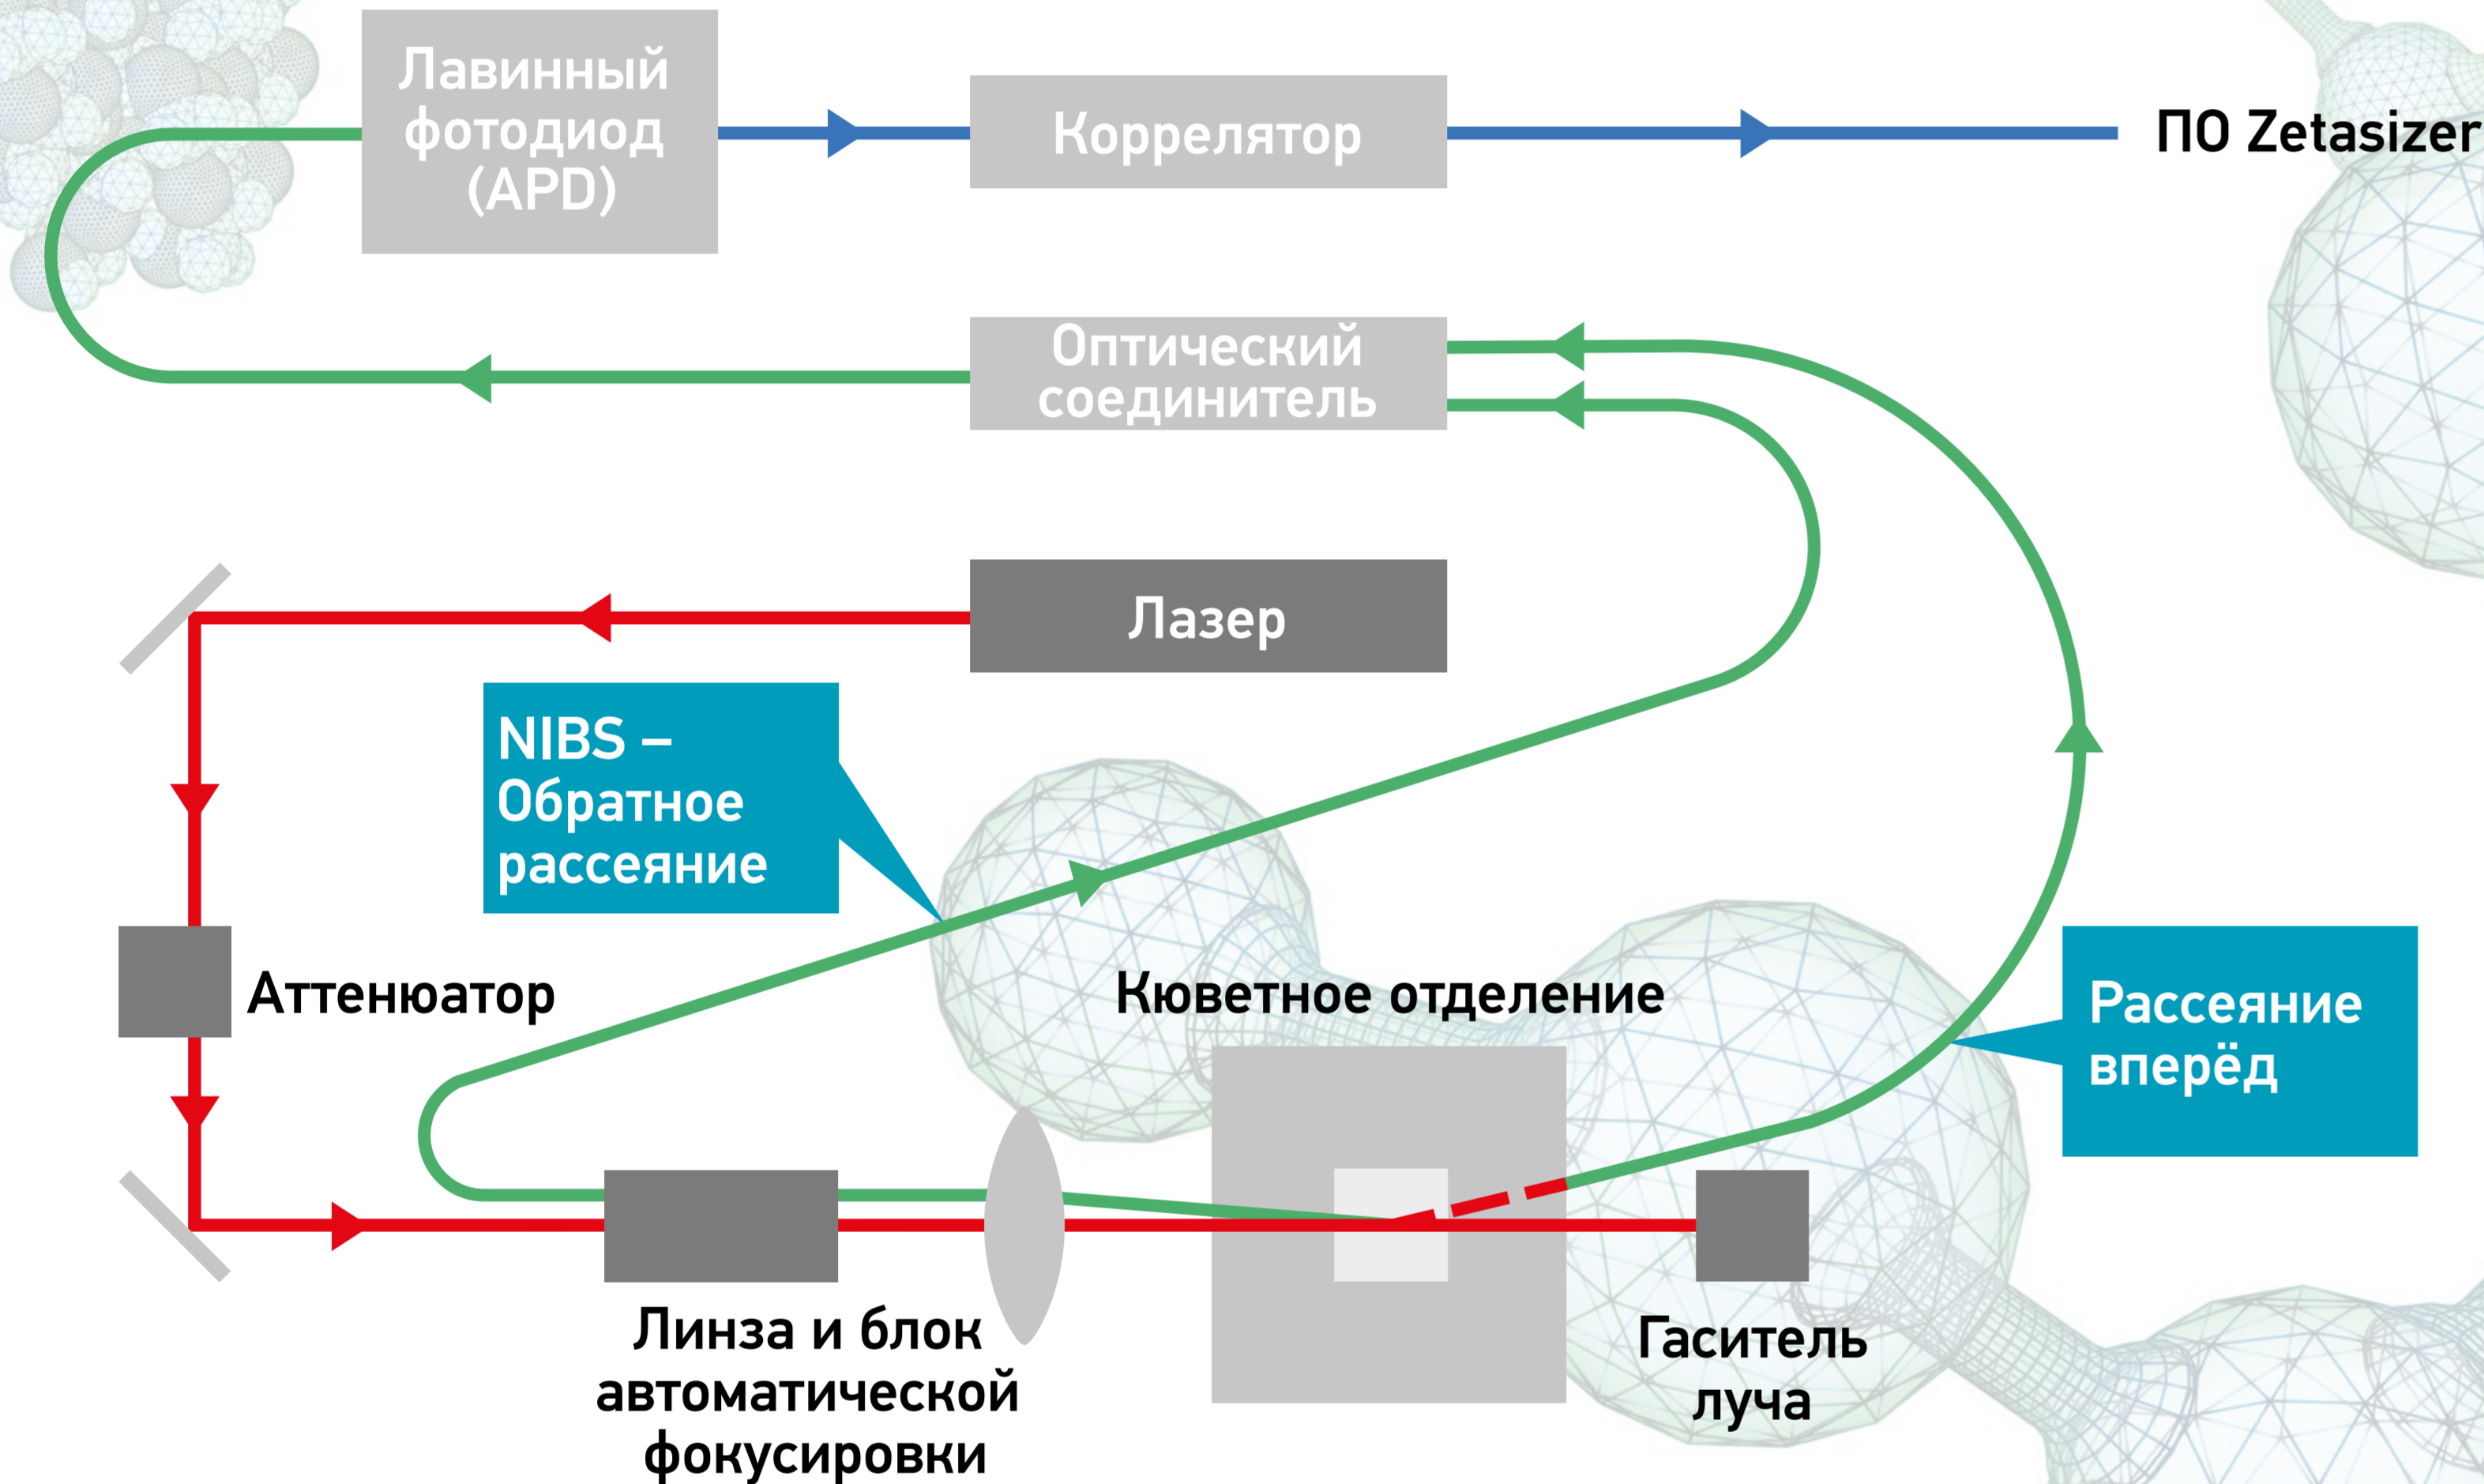 Лавинный
фотодиод
(APD)
Коррелятор
ПО Zetasizer
Оптический
соединитель
Лазер
NIBS –
Обратное
рассеяние
Аттенюатор
Кюветное отделение
Рассеяние
вперёд
Линза и блок
автоматической
фокусировки
Гаситель
луча